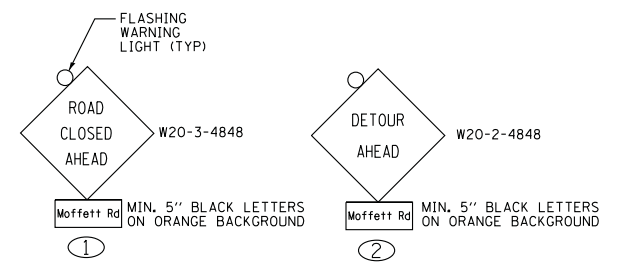 FLASHING
WARNING
LIGHT (TYP)
ROAD
CLOSED
AHEAD
W20-3-4848
Moffett Rd
MIN. 5" BLACK LETTERS
ON ORANGE BACKGROUND
1
DETOUR
AHEAD
W20-2-4848
Moffett Rd
MIN. 5" BLACK LETTERS
ON ORANGE BACKGROUND
2